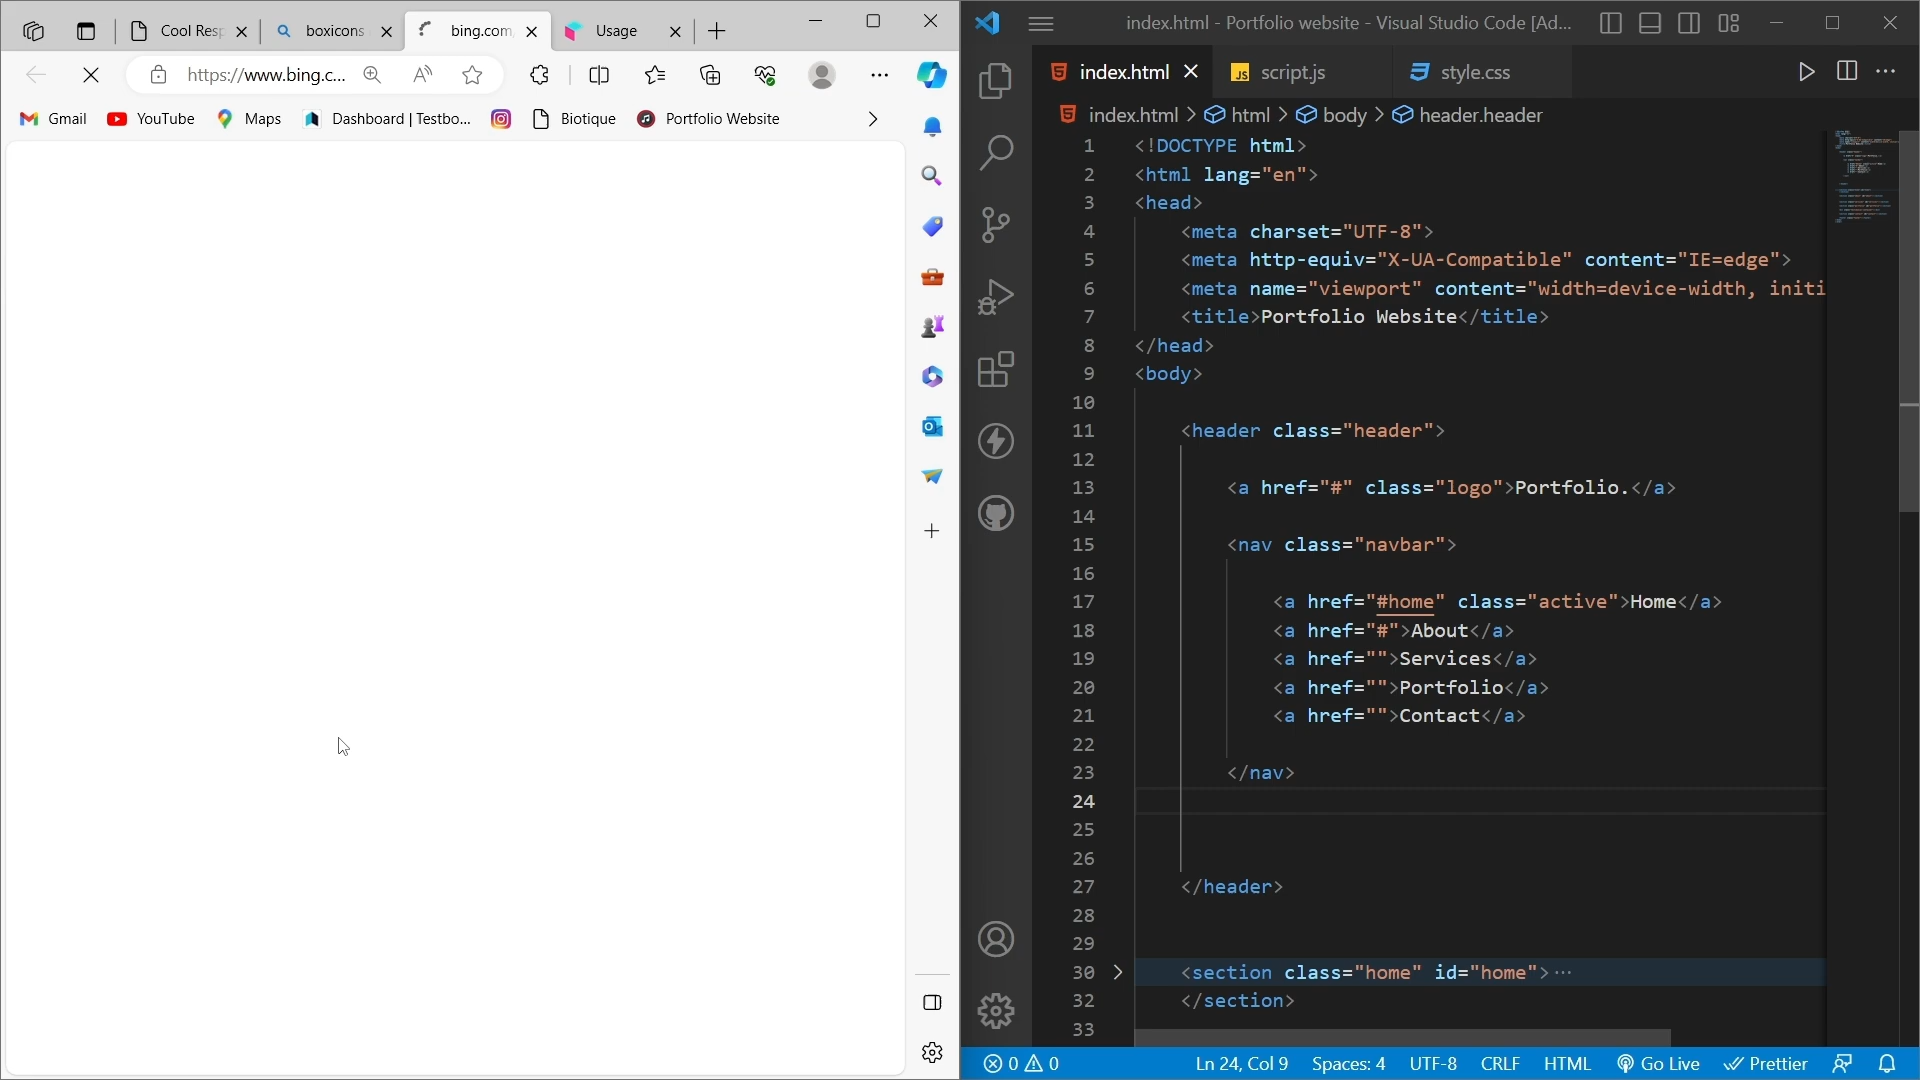 Cool Resp
boxicons
bing.com
Usage
https://www.bing.c...
Gmail
YouTube
Maps
Dashboard | Testbo...
Biotique
Portfolio Website
index.html - Portfolio website - Visual Studio Code [Ad...
index.html
JS script.js
style.css
index.html > html > body > header.header
1 <!DOCTYPE html>
2 <html lang="en">
3 <head>
4 <meta charset="UTF-8">
5 <meta http-equiv="X-UA-Compatible" content="IE=edge">
6 <meta name="viewport" content="width=device-width, initi
7 <title>Portfolio Website</title>
8 </head>
9 <body>
10
11 <header class="header">
12
13 <a href="#" class="logo">Portfolio.</a>
14
15 <nav class="navbar">
16
17 <a href="#home" class="active">Home</a>
18 <a href="#">About</a>
19 <a href="">Services</a>
20 <a href="">Portfolio</a>
21 <a href="">Contact</a>
22
23 </nav>
24
25
26
27 </header>
28
29
30 <section class="home" id="home">...
32 </section>
33
0 0
Ln 24, Col 9
Spaces: 4
UTF-8
CRLF
HTML
Go Live
Prettier